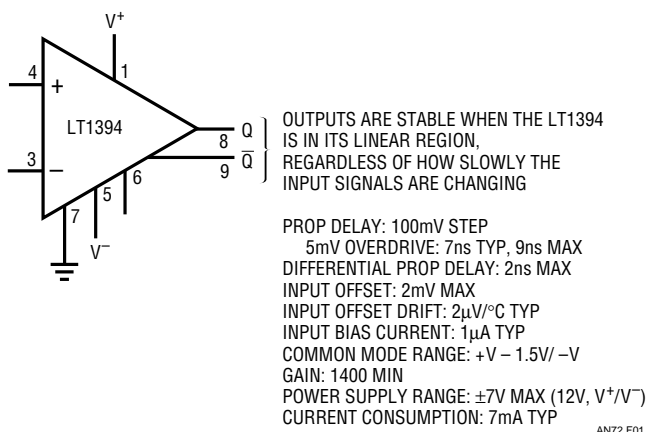 V+
4
+
1
LT1394
Q
8
3
–
Q̅
9
6
5
7
V–
OUTPUTS ARE STABLE WHEN THE LT1394
IS IN ITS LINEAR REGION,
REGARDLESS OF HOW SLOWLY THE
INPUT SIGNALS ARE CHANGING
PROP DELAY: 100mV STEP
5mV OVERDRIVE: 7ns TYP, 9ns MAX
DIFFERENTIAL PROP DELAY: 2ns MAX
INPUT OFFSET: 2mV MAX
INPUT OFFSET DRIFT: 2µV/°C TYP
INPUT BIAS CURRENT: 1µA TYP
COMMON MODE RANGE: +V – 1.5V/ –V
GAIN: 1400 MIN
POWER SUPPLY RANGE: ±7V MAX (12V, V+/V–)
CURRENT CONSUMPTION: 7mA TYP
AN72 F01